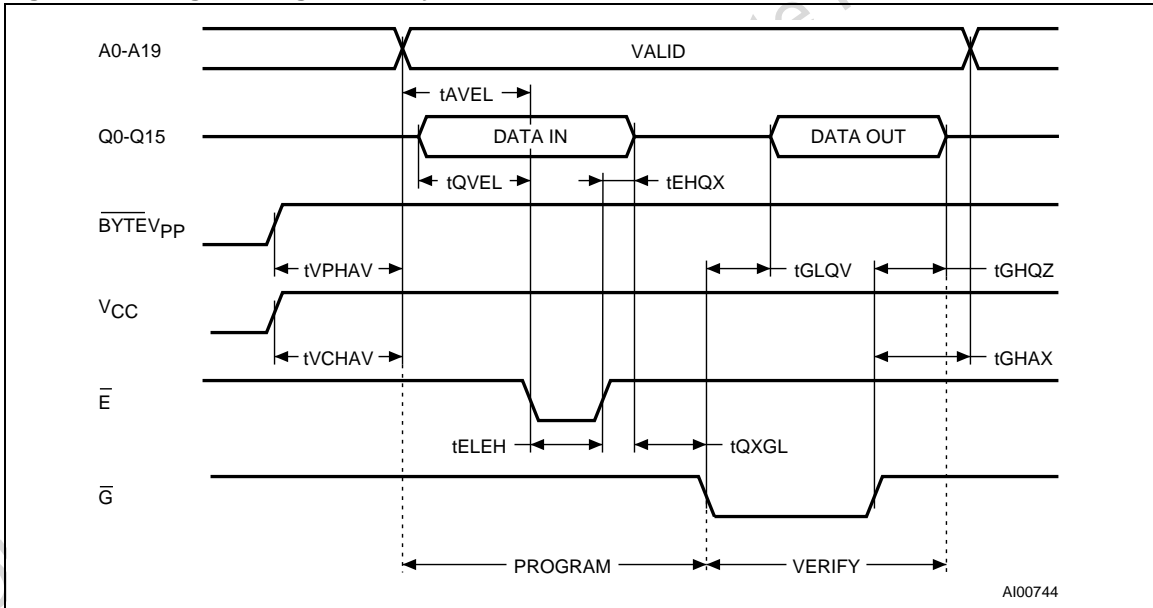 A0-A19
VALID
tAVEL
Q0-Q15
DATA IN
DATA OUT
tQVEL
tEHQX
BYTEVPP
tVPHAV
tGLQV
tGHQZ
VCC
tVCHAV
tGHAX
E
tELEH
tQXGL
G
PROGRAM
VERIFY
AI00744